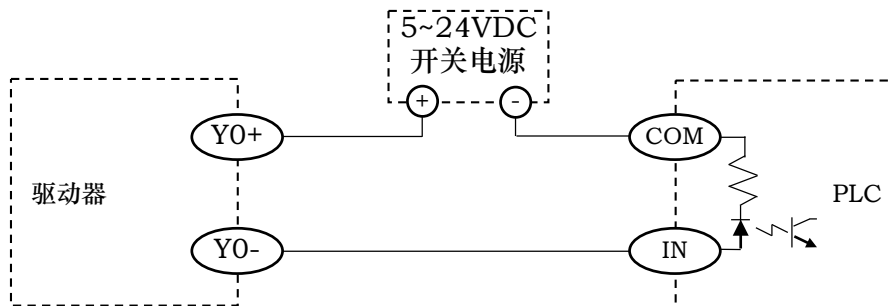 5~24VDC
开关电源
+ -
Y0+
COM
驱动器
PLC
Y0-
IN